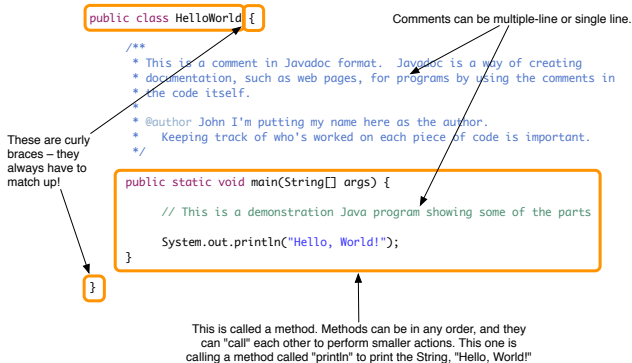 public class HelloWorld {
Comments can be multiple-line or single line.
/**
* This is a comment in Javadoc format.  Javadoc is a way of creating
* documentation, such as web pages, for programs by using the comments in
* the code itself.
*
* @author John I'm putting my name here as the author.
*   Keeping track of who's worked on each piece of code is important.
*/
These are curly
braces – they
always have to
match up!
public static void main(String[] args) {
// This is a demonstration Java program showing some of the parts
System.out.println("Hello, World!");
}
}
This is called a method. Methods can be in any order, and they
can "call" each other to perform smaller actions. This one is
calling a method called "println" to print the String, "Hello, World!"